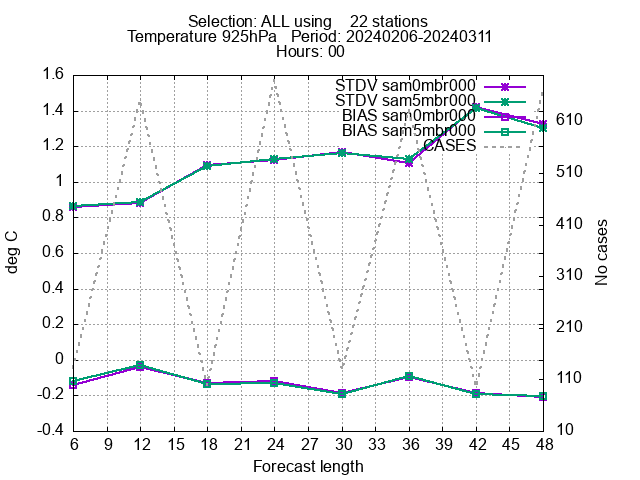 Selection: ALL using    22 stations
Temperature 925hPa   Period: 20240206-20240311
Hours: 00
STDV sam0mbr000
STDV sam5mbr000
BIAS sam0mbr000
BIAS sam5mbr000
CASES
1.6
1.4
1.2
1
0.8
0.6
0.4
0.2
0
-0.2
-0.4
deg C
610
510
410
310
210
110
10
No cases
6 9 12 15 18 21 24 27 30 33 36 39 42 45 48
Forecast length